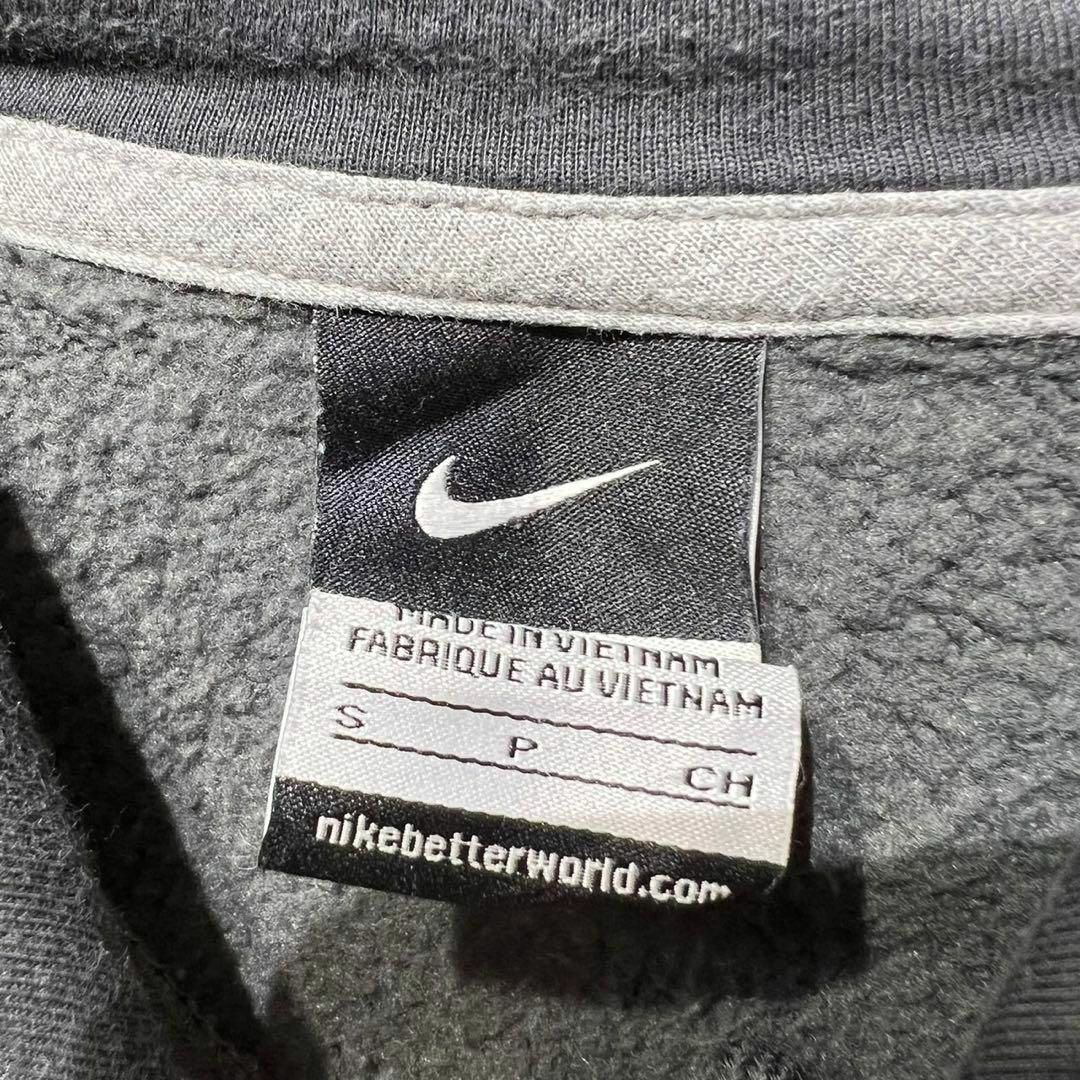 MADE IN VIETNAM
FABRIQUE AU VIETNAM
S P CH
nikebetterworld.com